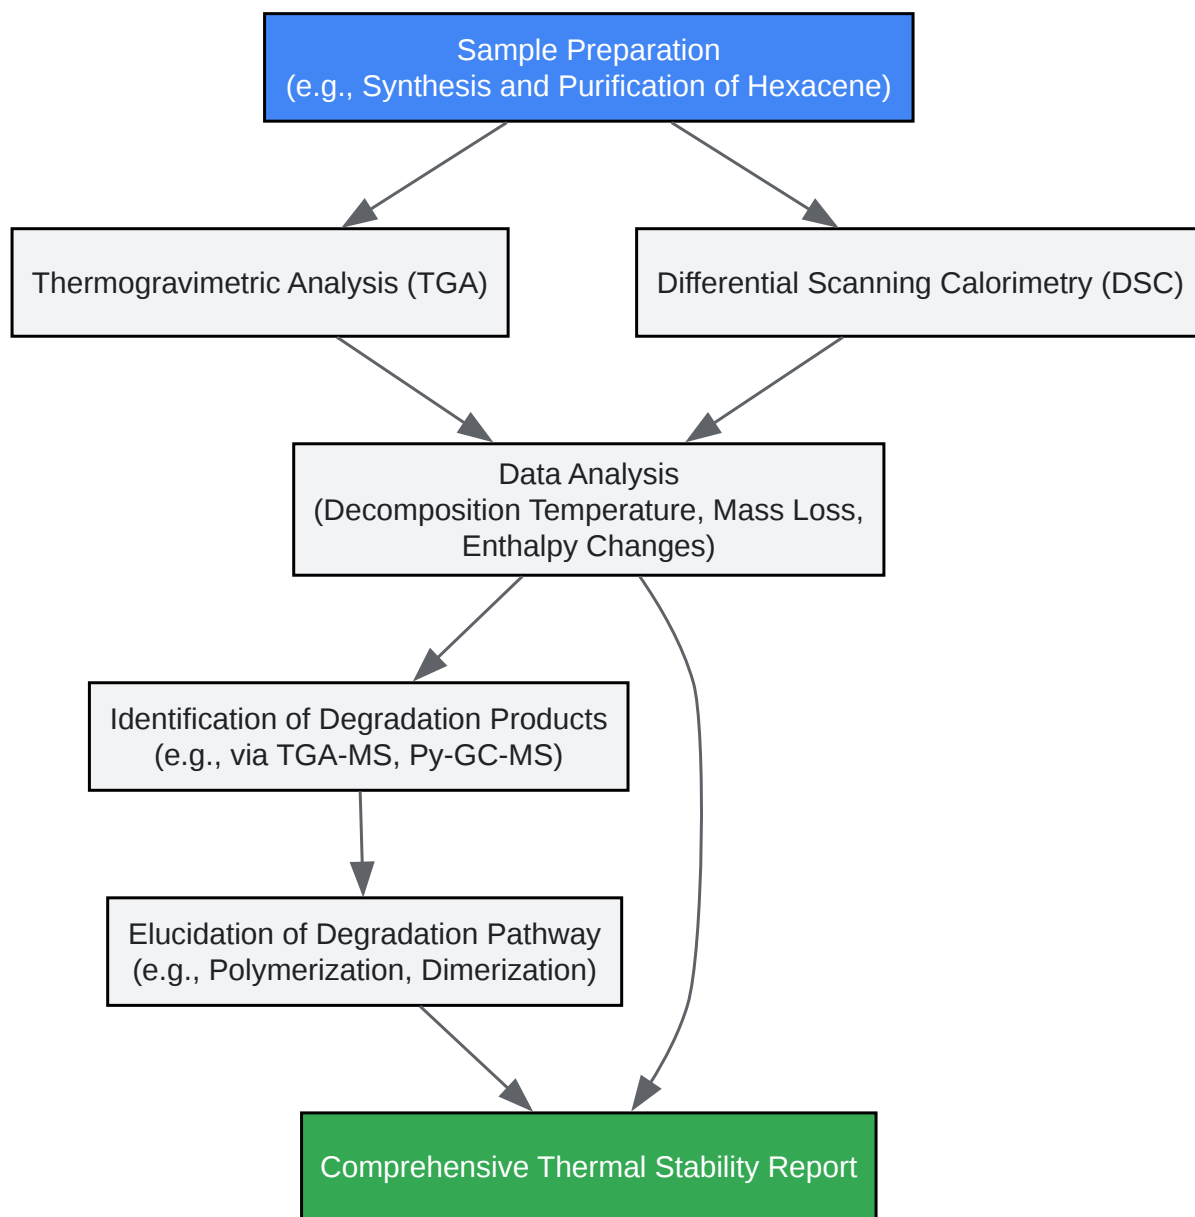 Sample Preparation
(e.g., Synthesis and Purification of Hexacene)
Thermogravimetric Analysis (TGA)
Differential Scanning Calorimetry (DSC)
Data Analysis
(Decomposition Temperature, Mass Loss,
Enthalpy Changes)
Identification of Degradation Products
(e.g., via TGA-MS, Py-GC-MS)
Elucidation of Degradation Pathway
(e.g., Polymerization, Dimerization)
Comprehensive Thermal Stability Report